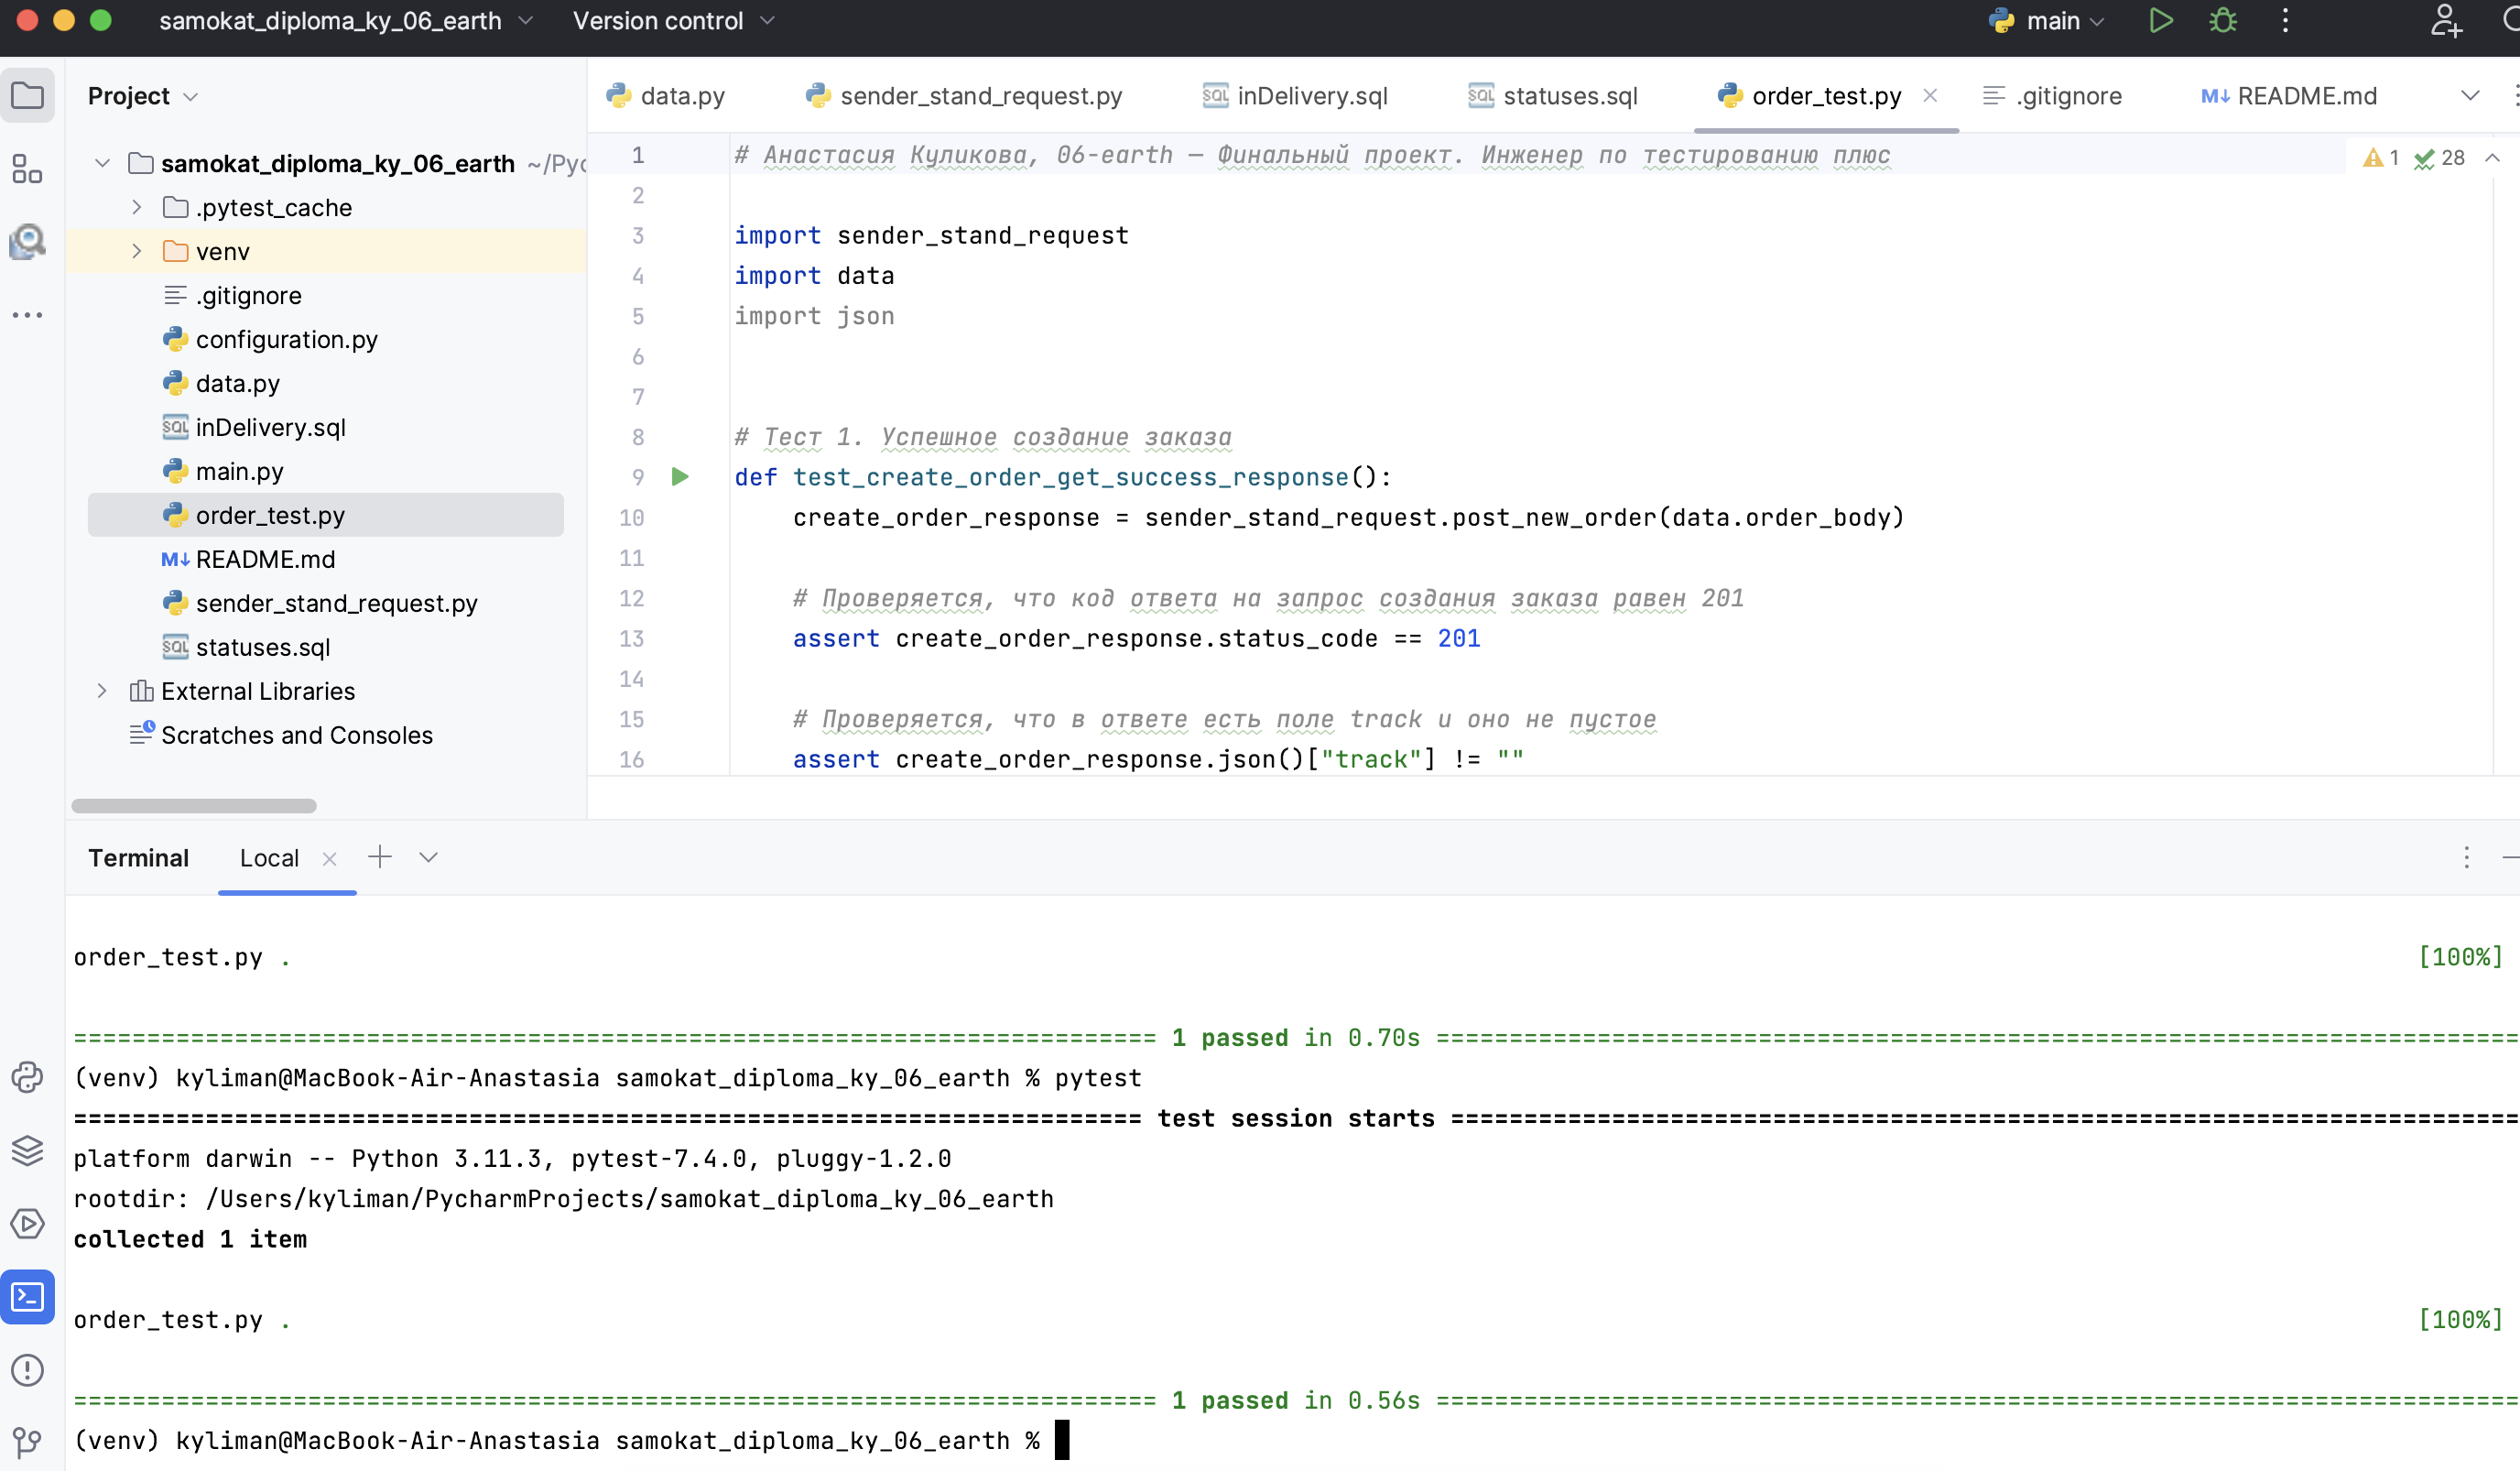 samokat_diploma_ky_06_earth Version control main
Project
data.py sender_stand_request.py inDelivery.sql statuses.sql order_test.py .gitignore README.md
samokat_diploma_ky_06_earth ~/Pyc
.pytest_cache
venv
.gitignore
configuration.py
data.py
inDelivery.sql
main.py
order_test.py
README.md
sender_stand_request.py
statuses.sql
External Libraries
Scratches and Consoles
1 # Анастасия Куликова, 06-earth — Финальный проект. Инженер по тестированию плюс
1 28
2
3 import sender_stand_request
4 import data
5 import json
6
7
8 # Тест 1. Успешное создание заказа
9 def test_create_order_get_success_response():
10 create_order_response = sender_stand_request.post_new_order(data.order_body)
11
12 # Проверяется, что код ответа на запрос создания заказа равен 201
13 assert create_order_response.status_code == 201
14
15 # Проверяется, что в ответе есть поле track и оно не пустое
16 assert create_order_response.json()["track"] != ""
Terminal Local
order_test.py . [100%]
========================================================================== 1 passed in 0.70s ==========================================================================
(venv) kyliman@MacBook-Air-Anastasia samokat_diploma_ky_06_earth % pytest
========================================================================= test session starts =========================================================================
platform darwin -- Python 3.11.3, pytest-7.4.0, pluggy-1.2.0
rootdir: /Users/kyliman/PycharmProjects/samokat_diploma_ky_06_earth
collected 1 item
order_test.py . [100%]
========================================================================== 1 passed in 0.56s ==========================================================================
(venv) kyliman@MacBook-Air-Anastasia samokat_diploma_ky_06_earth %